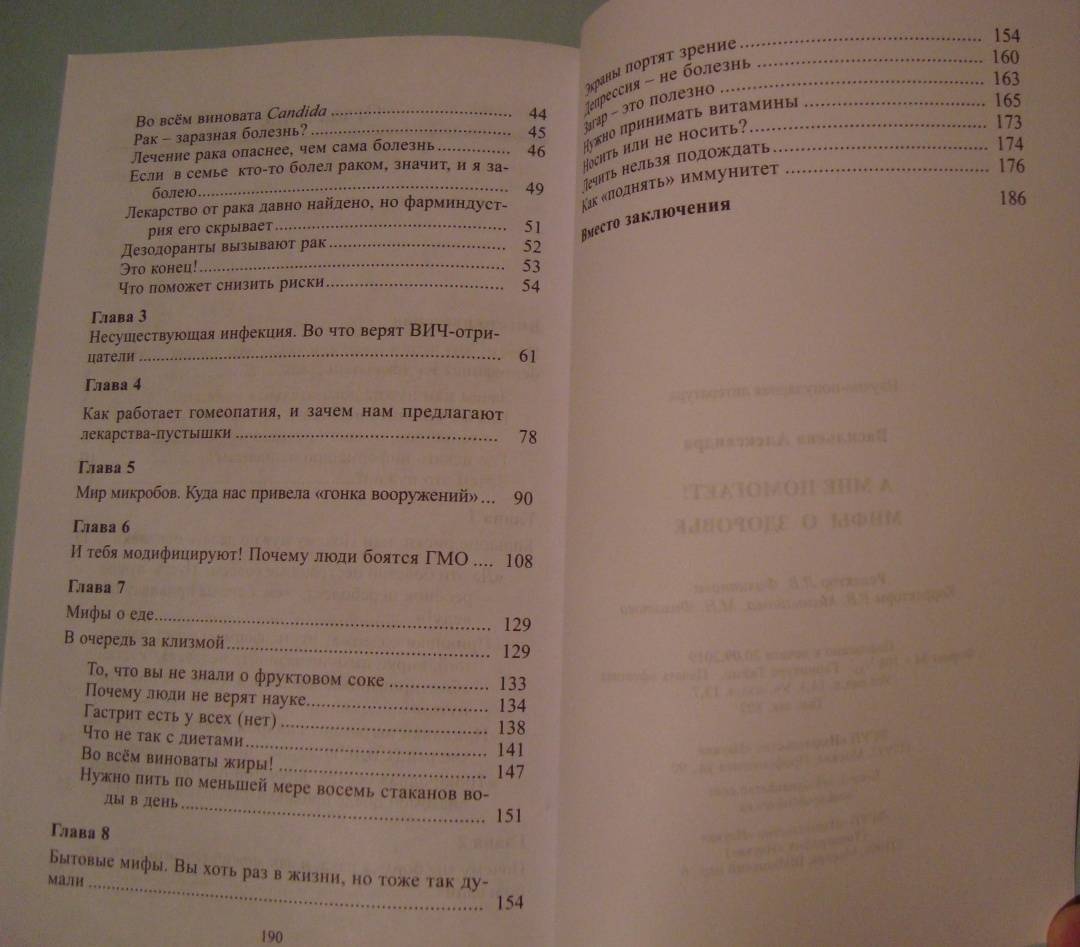 Во всём виновата Candida ........ 44
Рак – заразная болезнь? ........ 45
Лечение рака опаснее, чем сама болезнь ........ 46
Если в семье кто-то болел раком, значит, и я за-
болею ........ 49
Лекарство от рака давно найдено, но фарминдуст-
рия его скрывает ........ 51
Дезодоранты вызывают рак ........ 52
Это конец! ........ 53
Что поможет снизить риски ........ 54
Глава 3
Несуществующая инфекция. Во что верят ВИЧ-отри-
цатели ........ 61
Глава 4
Как работает гомеопатия, и зачем нам предлагают
лекарства-пустышки ........ 78
Глава 5
Мир микробов. Куда нас привела «гонка вооружений» ... 90
Глава 6
И тебя модифицируют! Почему люди боятся ГМО .... 108
Глава 7
Мифы о еде ........ 129
В очередь за клизмой ........ 129
То, что вы не знали о фруктовом соке ........ 133
Почему люди не верят науке ........ 134
Гастрит есть у всех (нет) ........ 138
Что не так с диетами ........ 141
Во всём виноваты жиры! ........ 147
Нужно пить по меньшей мере восемь стаканов во-
ды в день ........ 151
Глава 8
Бытовые мифы. Вы хоть раз в жизни, но тоже так ду-
мали ........ 154
190
Экраны портят зрение ........ 154
Депрессия – не болезнь ........ 160
Загар – это полезно ........ 163
Нужно принимать витамины ........ 165
Носить или не носить? ........ 173
Лечить нельзя подождать ........ 174
Как «поднять» иммунитет ........ 176
Вместо заключения 186